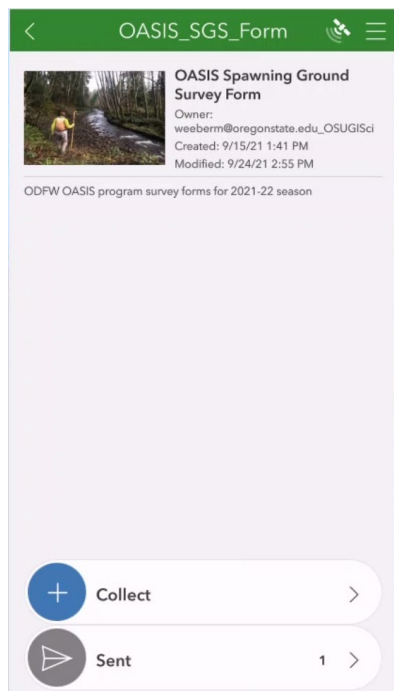 OASIS_SGS_Form
OASIS Spawning Ground
Survey Form
Owner:
weeberm@oregonstate.edu_OSUGISci
Created: 9/15/21 1:41 PM
Modified: 9/24/21 2:55 PM
ODFW OASIS program survey forms for 2021-22 season
Collect
Sent 1